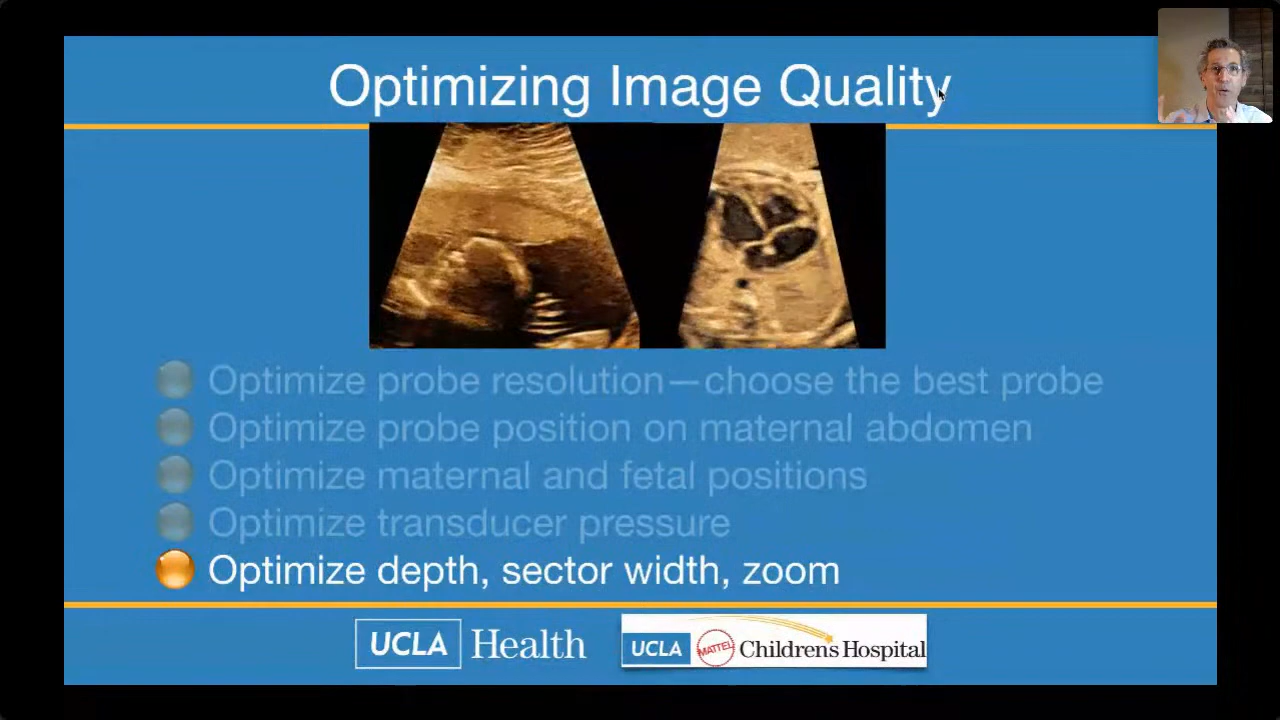 Optimizing Image Quality
Optimize probe resolution—choose the best probe
Optimize probe position on maternal abdomen
Optimize maternal and fetal positions
Optimize transducer pressure
Optimize depth, sector width, zoom
UCLA Health
UCLA MATTEL Childrens Hospital